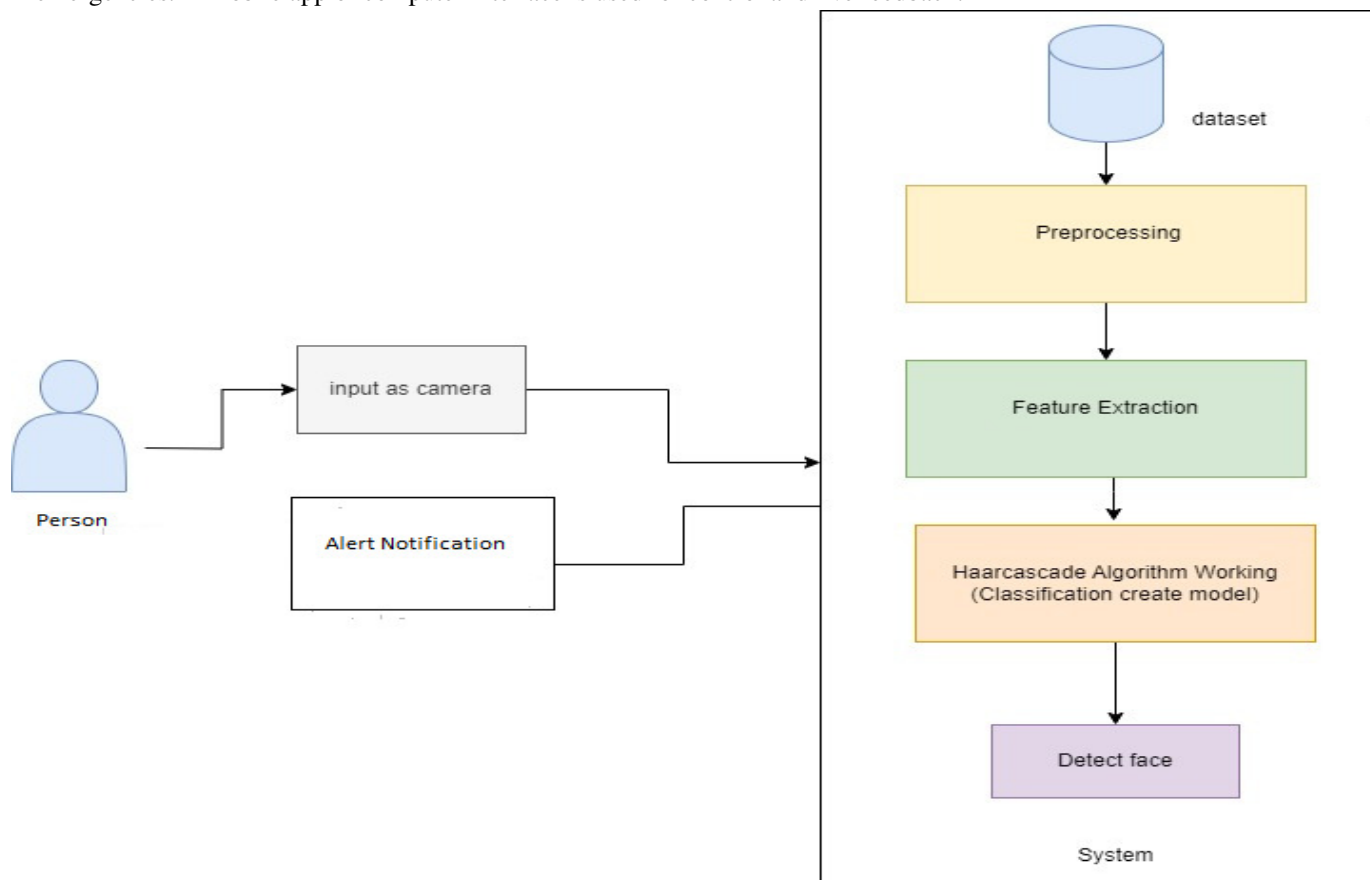 dataset
Preprocessing
Feature Extraction
input as camera
Person
Alert Notification
Haarcascade Algorithm Working
(Classification create model)
Detect face
System